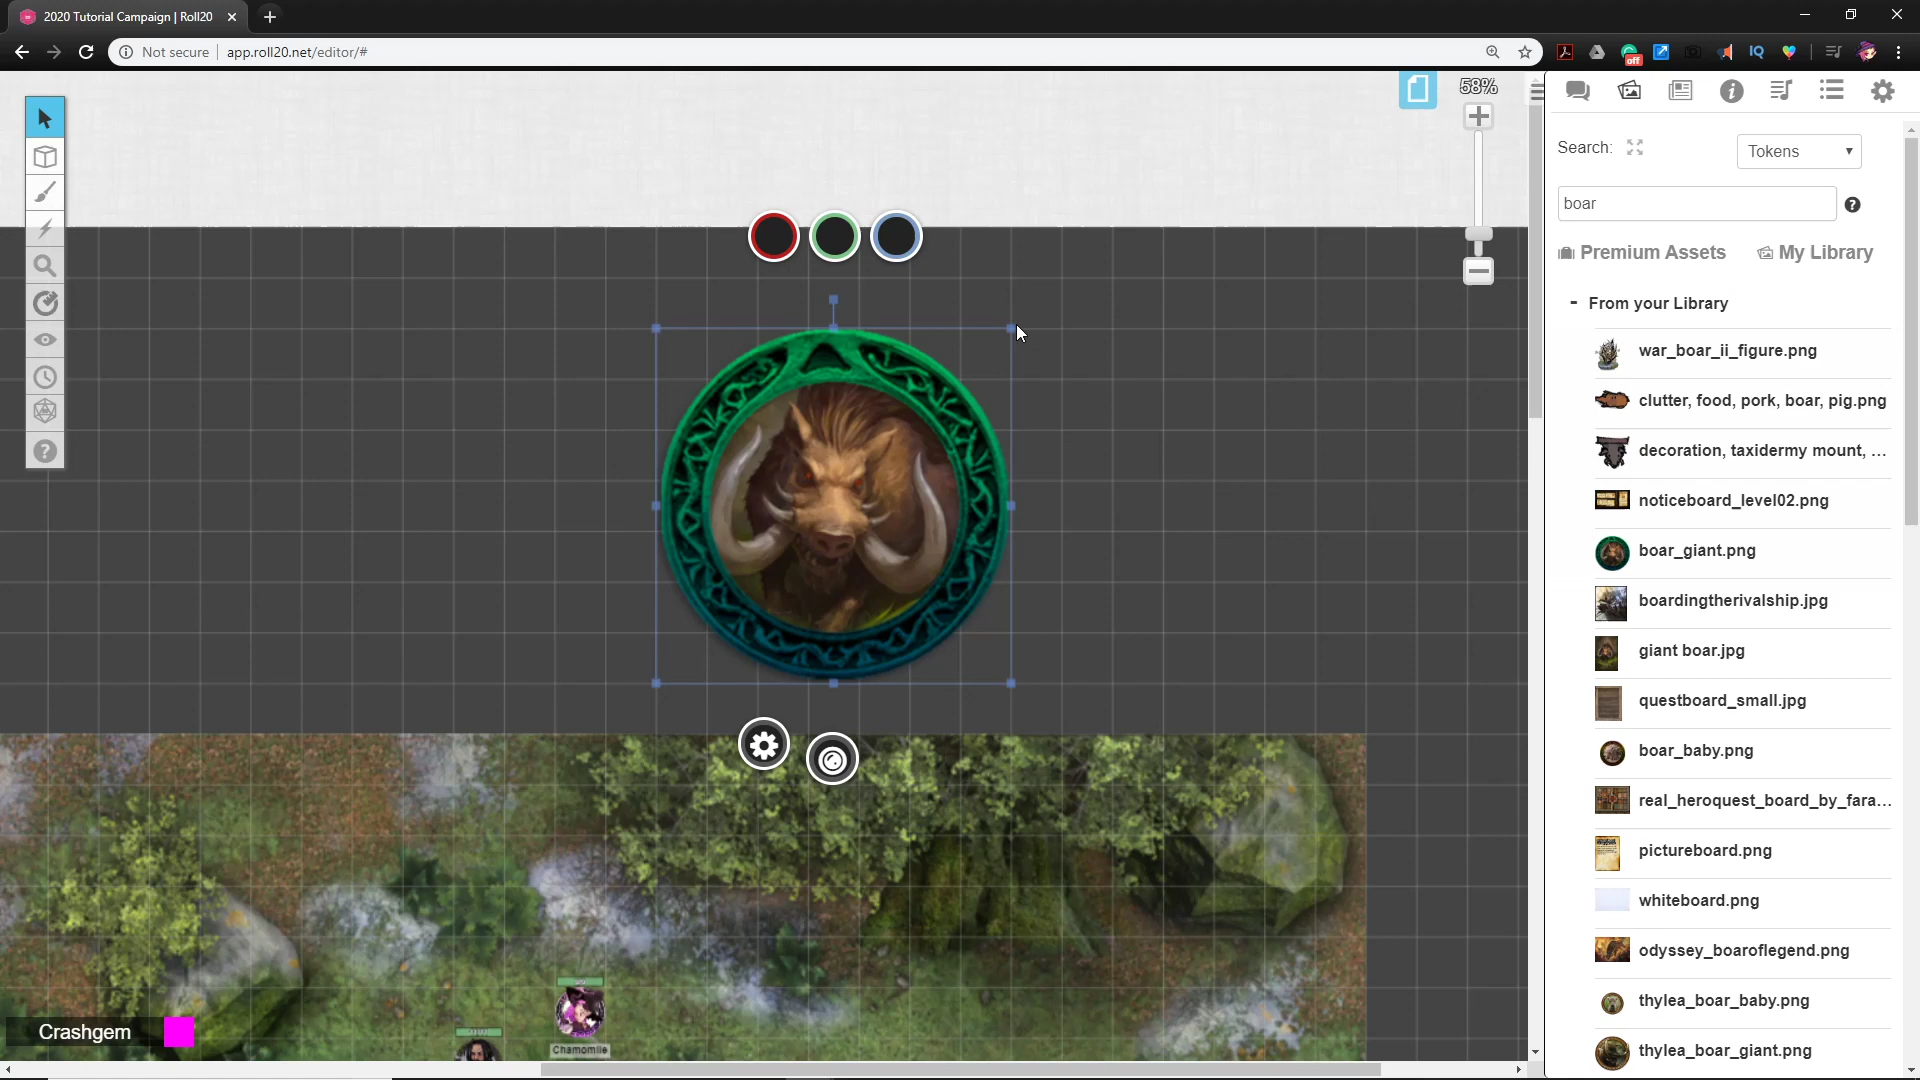 2020 Tutorial Campaign | Roll20
Not secure
app.roll20.net/editor/#
off
IQ
58%
Search:
Tokens
boar
Premium Assets
My Library
- From your Library
war_boar_ii_figure.png
clutter, food, pork, boar, pig.png
decoration, taxidermy mount, ...
noticeboard_level02.png
boar_giant.png
boardingtherivalship.jpg
giant boar.jpg
questboard_small.jpg
boar_baby.png
real_heroquest_board_by_fara...
pictureboard.png
whiteboard.png
odyssey_boaroflegend.png
thylea_boar_baby.png
thylea_boar_giant.png
Crashgem
Chamomile